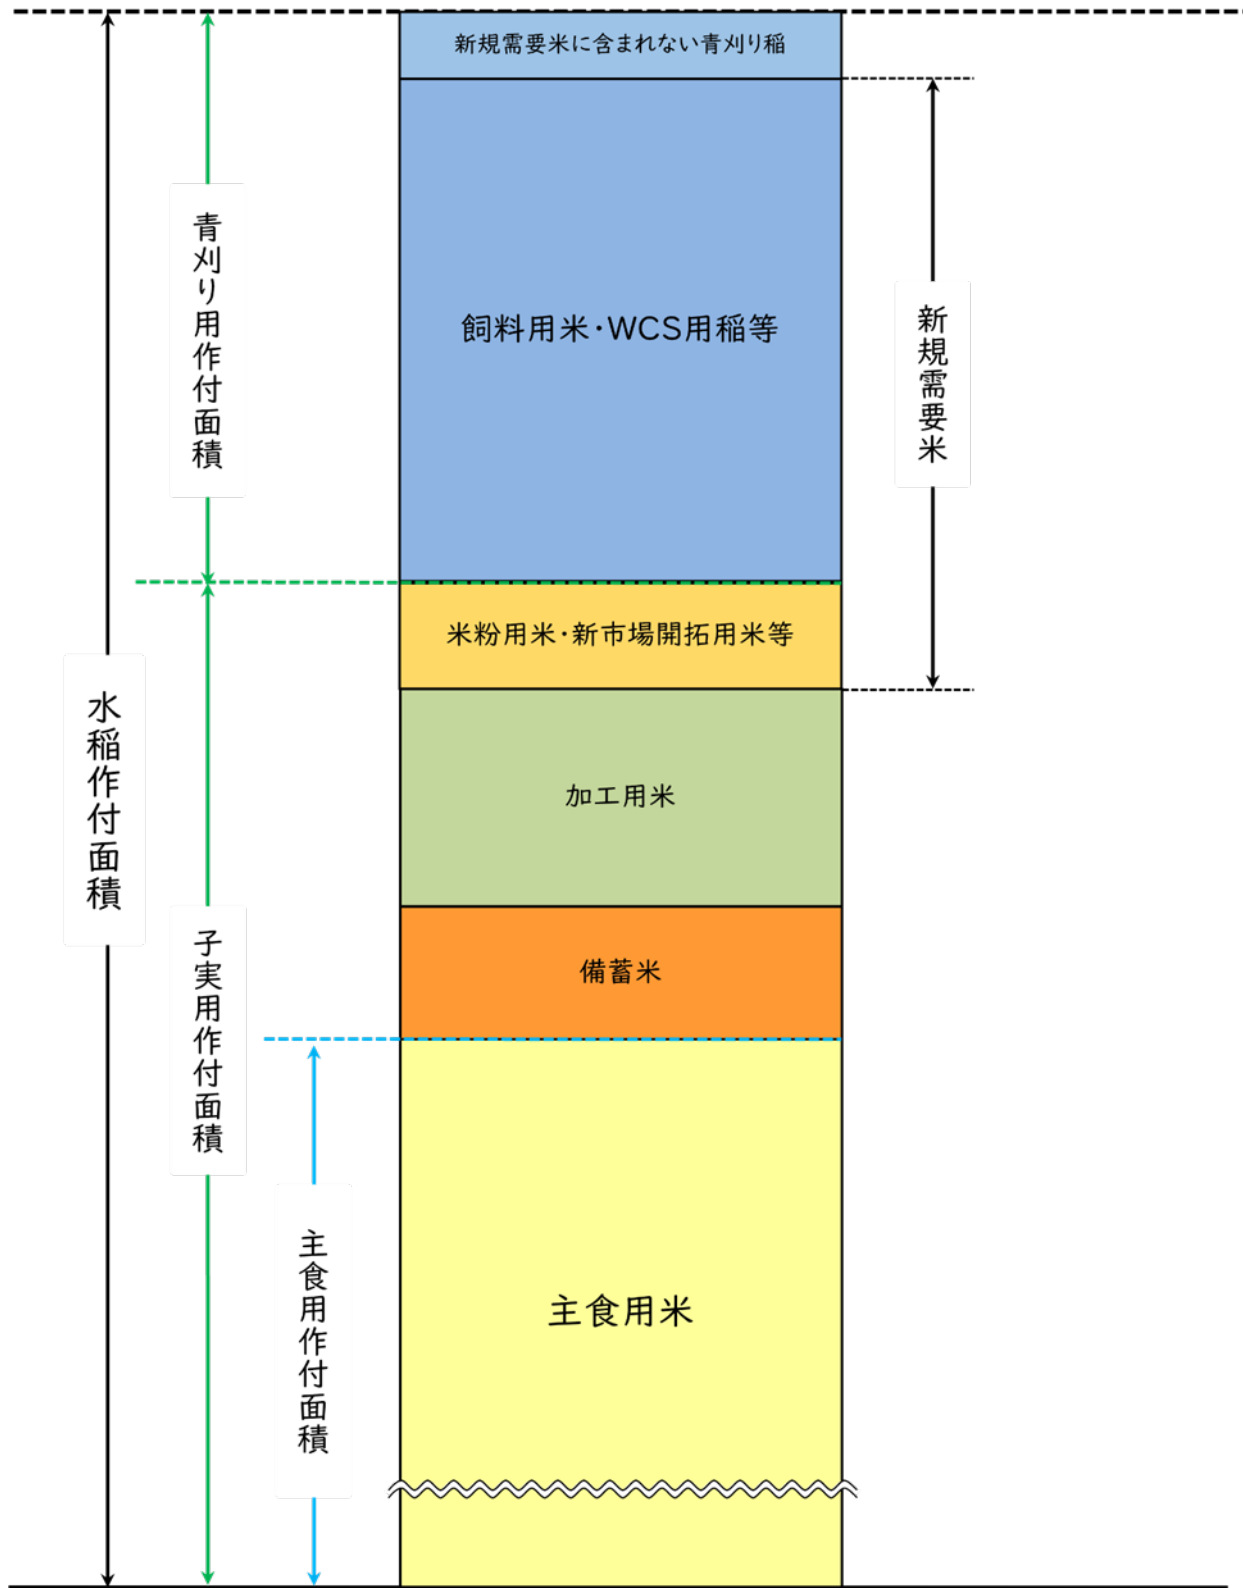 新規需要米に含まれない青刈り稲
飼料用米・WCS用稲等
米粉用米・新市場開拓用米等
加工用米
備蓄米
主食用米
水稲作付面積
青刈り用作付面積
子実用作付面積
主食用作付面積
新規需要米